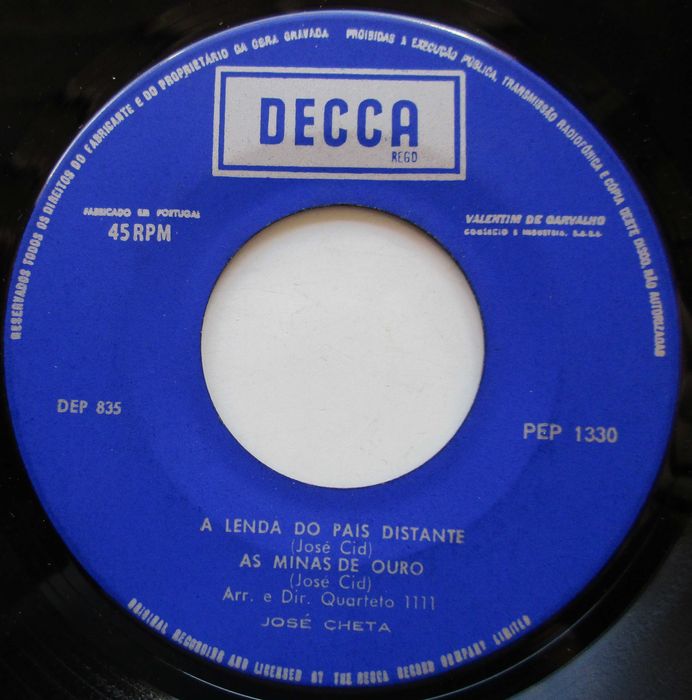 RESERVADOS TODOS OS DIREITOS DO FABRICANTE E DO PROPRIETÁRIO DA OBRA GRAVADA PROIBIDAS A EXECUÇÃO PÚBLICA, TRANSMISSÃO RADIOFÓNICA E CÓPIA DESTE DISCO, NÃO AUTORIZADAS
DECCA
REGD
FABRICADO EM PORTUGAL
45 RPM
VALENTIM DE CARVALHO
COMÉRCIO E INDÚSTRIA,
DEP 835
PEP 1330
A LENDA DO PAIS DISTANTE
(José Cid)
AS MINAS DE OURO
(José Cid)
Arr. e Dir. Quarteto 1111
JOSÉ CHETA
ORIGINAL RECORDING AND LICENSED BY THE DECCA RECORD COMPANY LIMITED